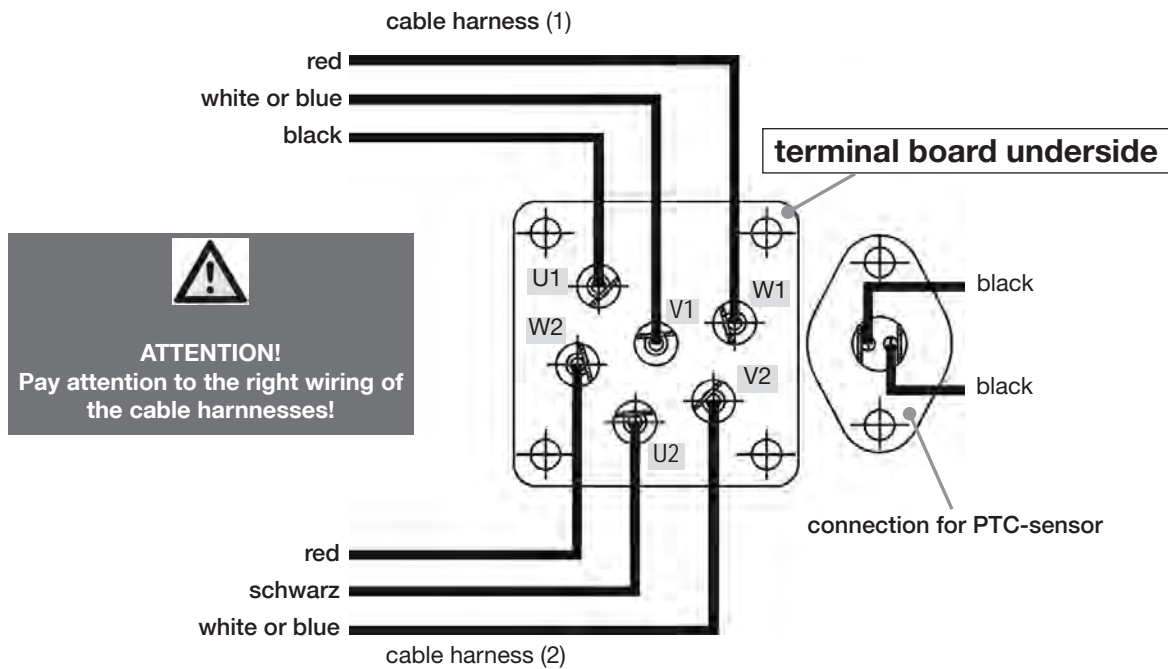 cable harness (1)
red
white or blue
black
terminal board underside
ATTENTION!
Pay attention to the right wiring of
the cable harnnesses!
U1
V1
W1
W2
V2
U2
black
black
connection for PTC-sensor
red
schwarz
white or blue
cable harness (2)